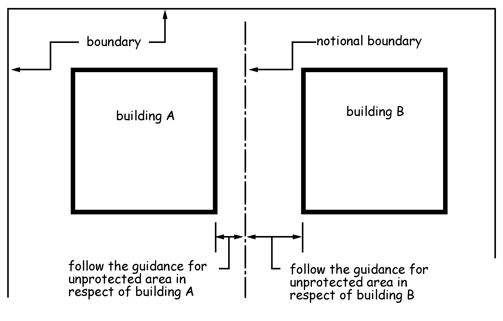 boundary
notional boundary
building A
building B
follow the guidance for
unprotected area in
respect of building A
follow the guidance for
unprotected area in
respect of building B